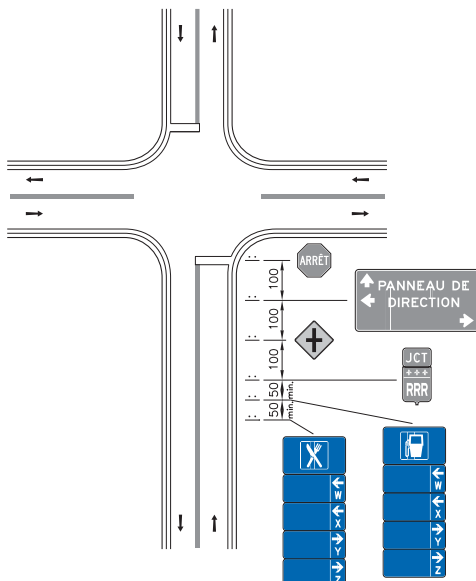 ARRÊT
100
PANNEAU DE
DIRECTION
100
100
JCT
+++
RRR
50 min.
50 min.
W
X
Y
Z
W
X
Y
Z